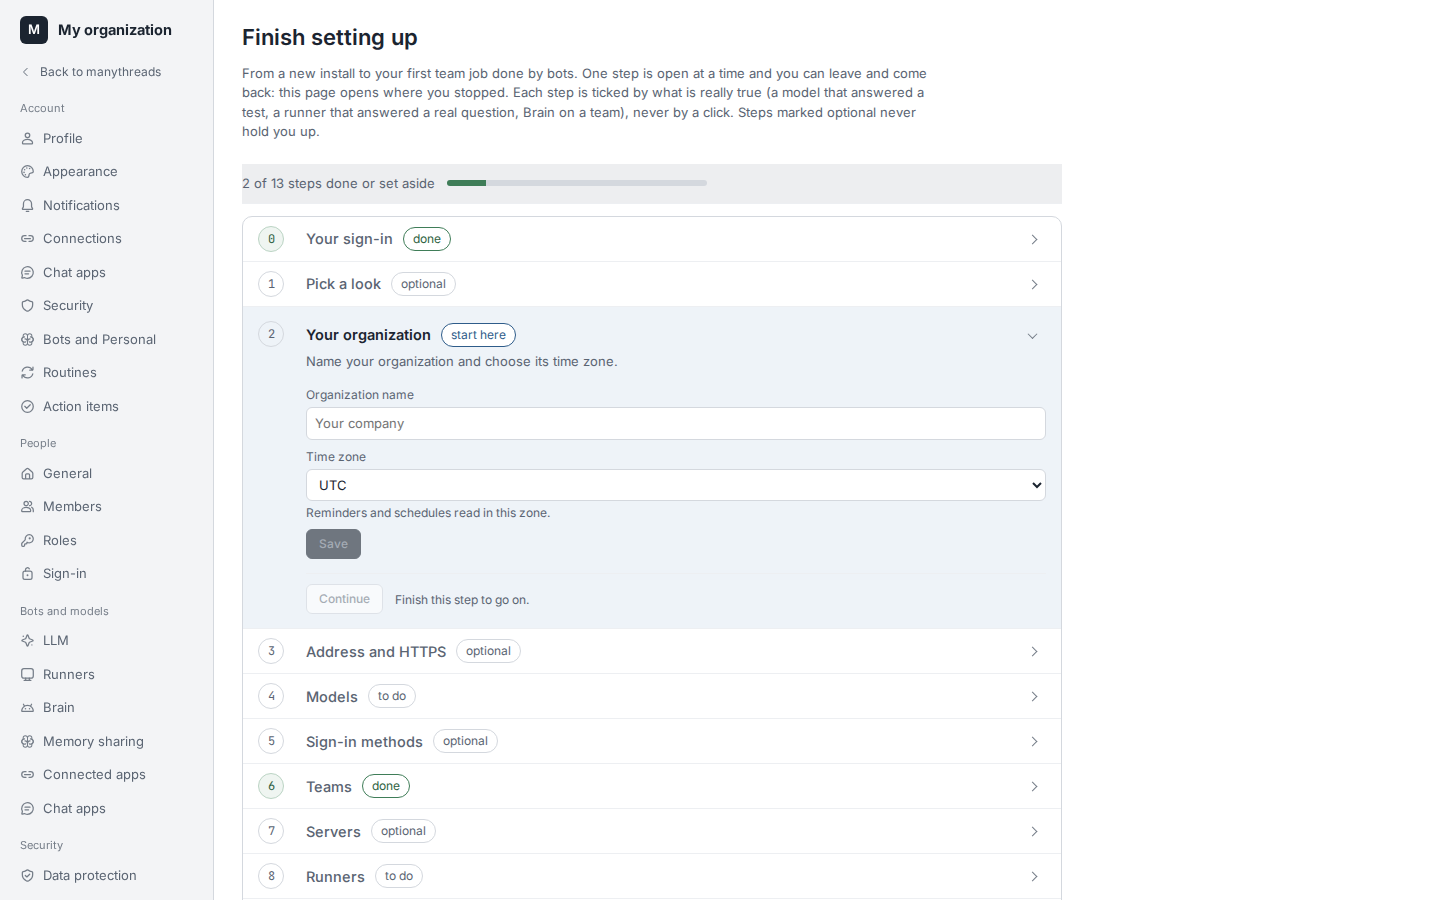 M My organization
Back to manythreads
Account
Profile
Appearance
Notifications
Connections
Chat apps
Security
Bots and Personal
Routines
Action items
People
General
Members
Roles
Sign-in
Bots and models
LLM
Runners
Brain
Memory sharing
Connected apps
Chat apps
Security
Data protection
Finish setting up
From a new install to your first team job done by bots. One step is open at a time and you can leave and come
back: this page opens where you stopped. Each step is ticked by what is really true (a model that answered a
test, a runner that answered a real question, Brain on a team), never by a click. Steps marked optional never
hold you up.
2 of 13 steps done or set aside
0 Your sign-in done
1 Pick a look optional
2 Your organization start here
Name your organization and choose its time zone.
Organization name
Your company
Time zone
UTC
Reminders and schedules read in this zone.
Save
Continue Finish this step to go on.
3 Address and HTTPS optional
4 Models to do
5 Sign-in methods optional
6 Teams done
7 Servers optional
8 Runners to do